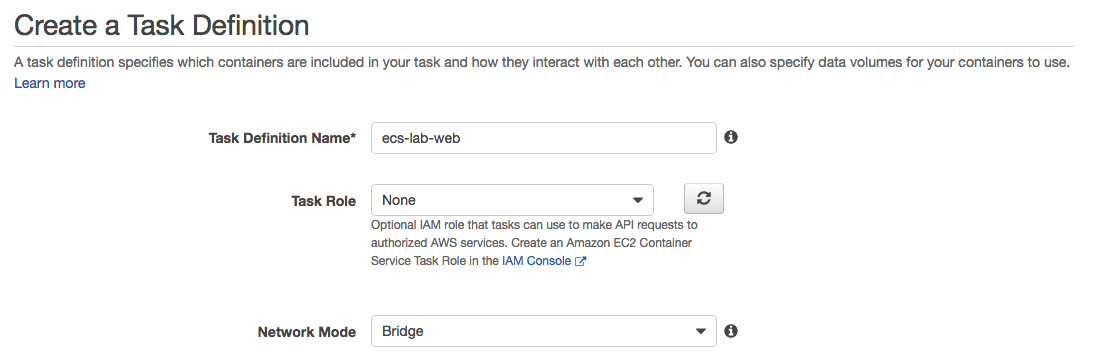 Create a Task Definition
A task definition specifies which containers are included in your task and how they interact with each other. You can also specify data volumes for your containers to use.
Learn more
Task Definition Name* ecs-lab-web
Task Role None
Optional IAM role that tasks can use to make API requests to
authorized AWS services. Create an Amazon EC2 Container
Service Task Role in the IAM Console
Network Mode Bridge